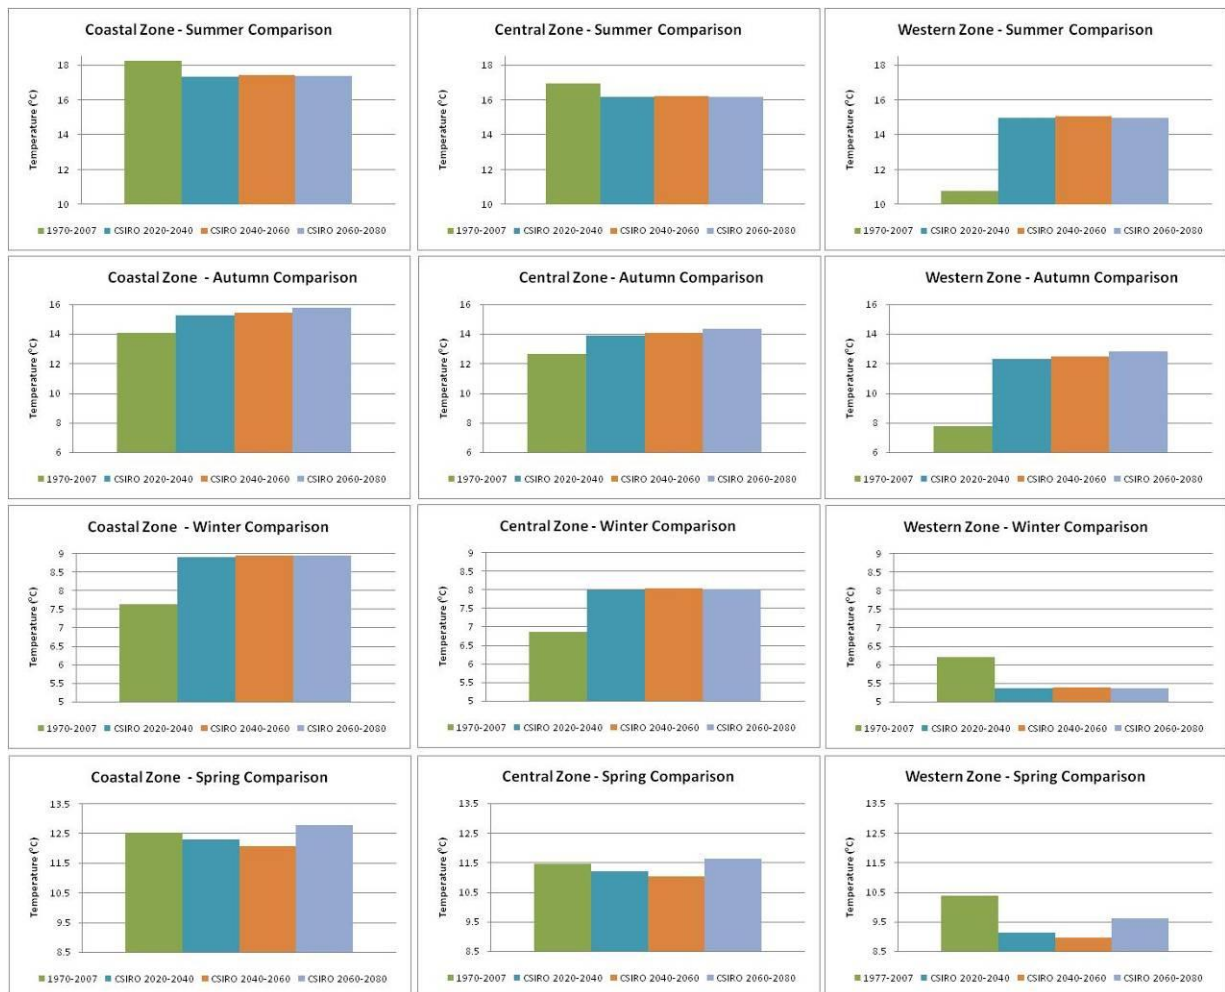 Coastal Zone - Summer Comparison
Temperature (°C)
18
16
14
12
10
1970-2007 CSIRO 2020-2040 CSIRO 2040-2060 CSIRO 2060-2080
Central Zone - Summer Comparison
Temperature (°C)
18
16
14
12
10
1970-2007 CSIRO 2020-2040 CSIRO 2040-2060 CSIRO 2060-2080
Western Zone - Summer Comparison
Temperature (°C)
18
16
14
12
10
1970-2007 CSIRO 2020-2040 CSIRO 2040-2060 CSIRO 2060-2080
Coastal Zone - Autumn Comparison
Temperature (°C)
16
14
12
10
8
6
1970-2007 CSIRO 2020-2040 CSIRO 2040-2060 CSIRO 2060-2080
Central Zone - Autumn Comparison
Temperature (°C)
16
14
12
10
8
6
1970-2007 CSIRO 2020-2040 CSIRO 2040-2060 CSIRO 2060-2080
Western Zone - Autumn Comparison
Temperature (°C)
16
14
12
10
8
6
1970-2007 CSIRO 2020-2040 CSIRO 2040-2060 CSIRO 2060-2080
Coastal Zone - Winter Comparison
Temperature (°C)
9
8.5
8
7.5
7
6.5
6
5.5
5
1970-2007 CSIRO 2020-2040 CSIRO 2040-2060 CSIRO 2060-2080
Central Zone - Winter Comparison
Temperature (°C)
9
8.5
8
7.5
7
6.5
6
5.5
5
1970-2007 CSIRO 2020-2040 CSIRO 2040-2060 CSIRO 2060-2080
Western Zone - Winter Comparison
Temperature (°C)
9
8.5
8
7.5
7
6.5
6
5.5
5
1970-2007 CSIRO 2020-2040 CSIRO 2040-2060 CSIRO 2060-2080
Coastal Zone - Spring Comparison
Temperature (°C)
13.5
12.5
11.5
10.5
9.5
8.5
1970-2007 CSIRO 2020-2040 CSIRO 2040-2060 CSIRO 2060-2080
Central Zone - Spring Comparison
Temperature (°C)
13.5
12.5
11.5
10.5
9.5
8.5
1970-2007 CSIRO 2020-2040 CSIRO 2040-2060 CSIRO 2060-2080
Western Zone - Spring Comparison
Temperature (°C)
13.5
12.5
11.5
10.5
9.5
8.5
1977-2007 CSIRO 2020-2040 CSIRO 2040-2060 CSIRO 2060-2080